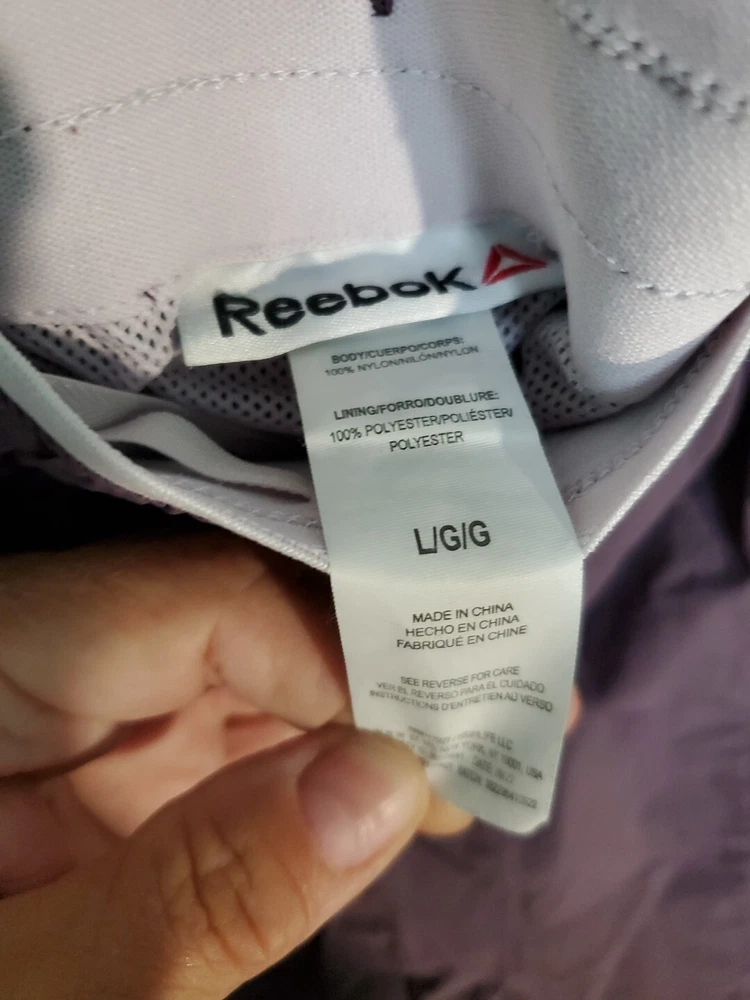 Reebok
BODY/CUERPO/CORPS:
100% NYLON/NILÓN/NYLON
LINING/FORRO/DOUBLURE:
100% POLYESTER/POLIÉSTER/
POLYESTER
L/G/G
MADE IN CHINA
HECHO EN CHINA
FABRIQUÉ EN CHINE
SEE REVERSE FOR CARE
VER EL REVERSO PARA EL CUIDADO
INSTRUCTIONS D'ENTRETIEN AU VERSO
LLC
USA